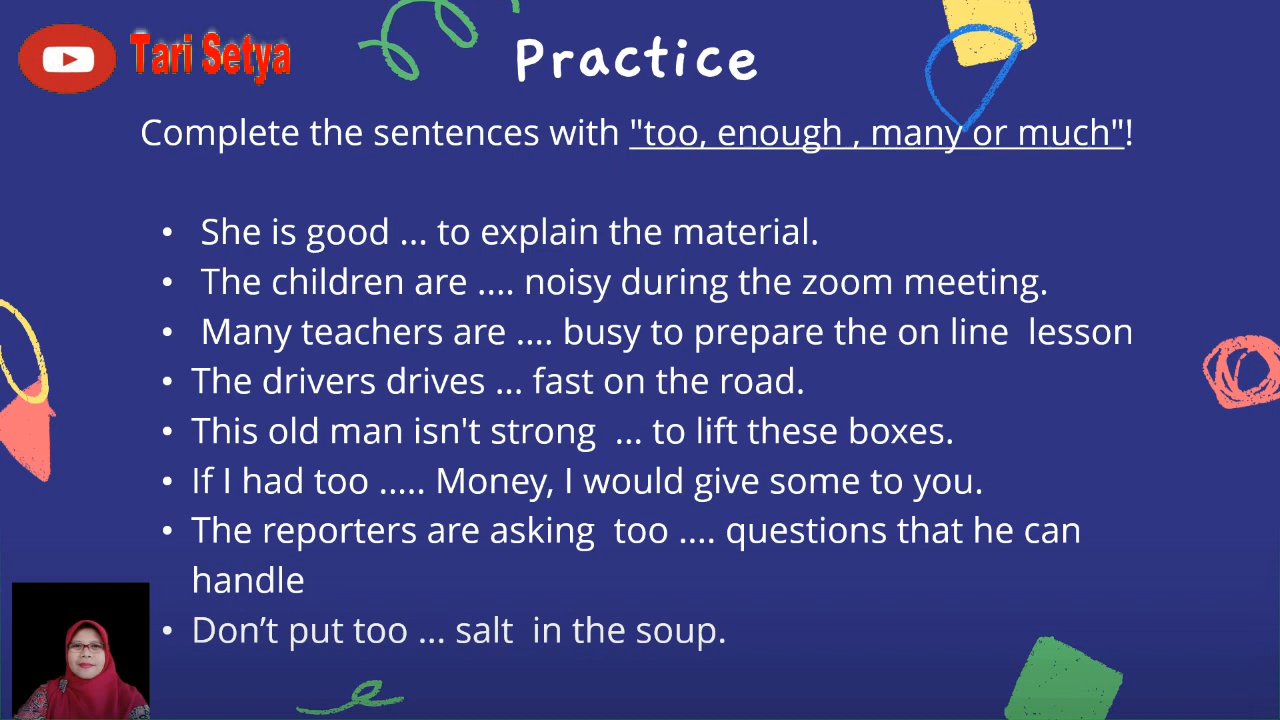 Tari Setya
Practice
Complete the sentences with "too, enough , many or much"!
• She is good ... to explain the material.
• The children are .... noisy during the zoom meeting.
• Many teachers are .... busy to prepare the on line lesson
• The drivers drives ... fast on the road.
• This old man isn't strong ... to lift these boxes.
• If I had too ..... Money, I would give some to you.
• The reporters are asking too .... questions that he can
handle
• Don’t put too ... salt in the soup.